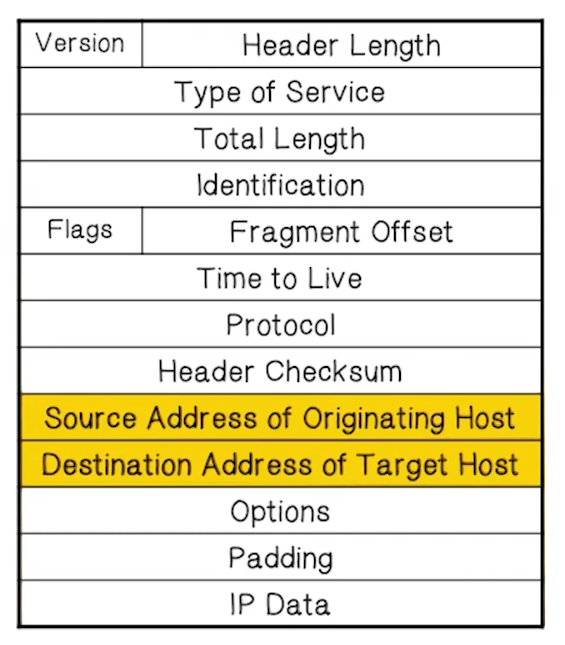 Version Header Length
Type of Service
Total Length
Identification
Flags Fragment Offset
Time to Live
Protocol
Header Checksum
Source Address of Originating Host
Destination Address of Target Host
Options
Padding
IP Data